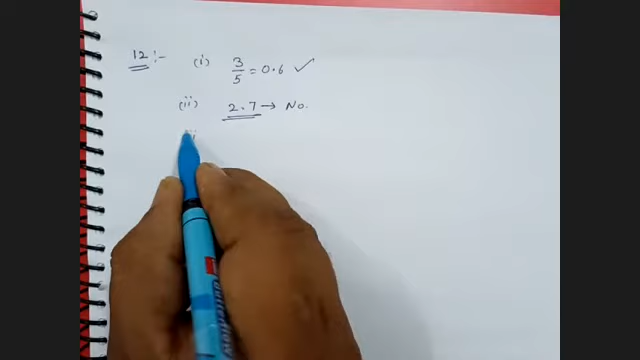 12 :- (i) 3/5 = 0.6 ✓
(ii) 2.7 → No.